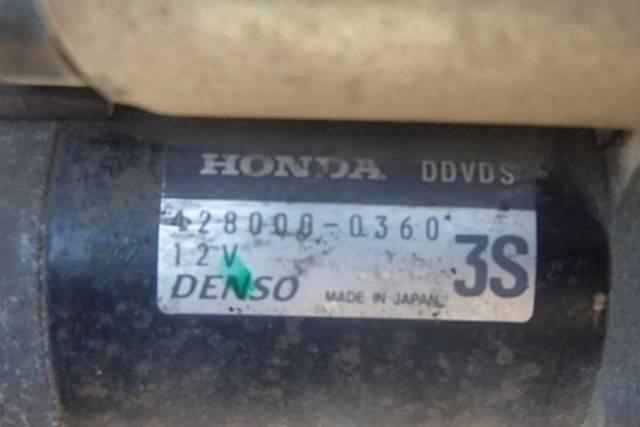 HONDA DDVDS
428000-0360
12V 3S
DENSO MADE IN JAPAN